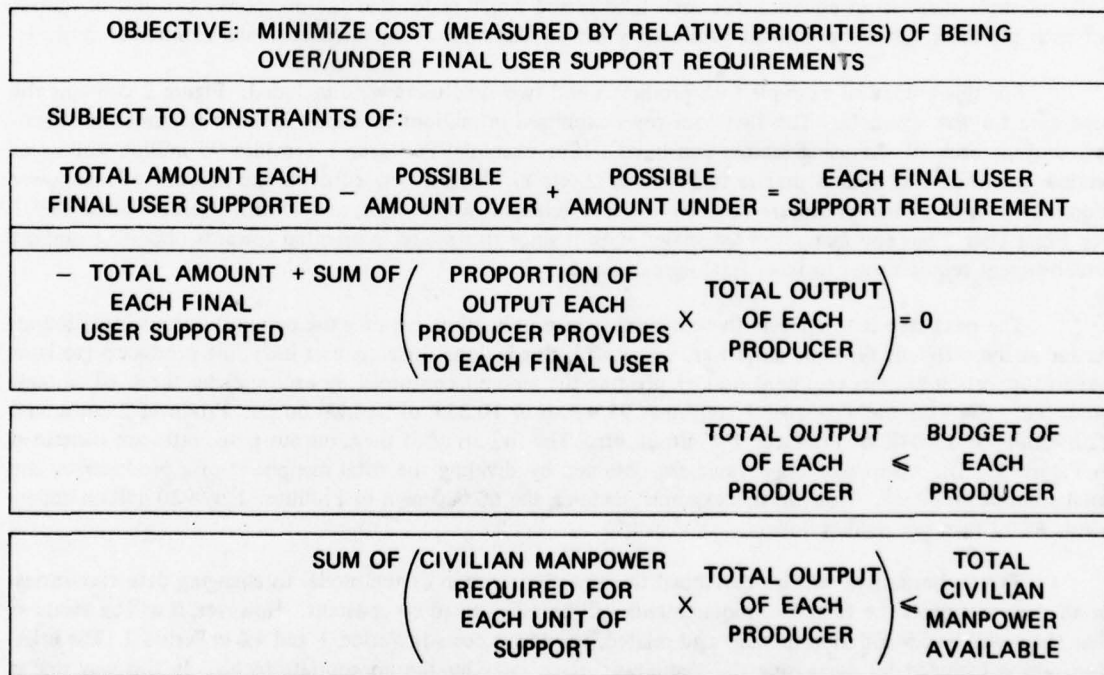 OBJECTIVE: MINIMIZE COST (MEASURED BY RELATIVE PRIORITIES) OF BEING
OVER/UNDER FINAL USER SUPPORT REQUIREMENTS
SUBJECT TO CONSTRAINTS OF:
TOTAL AMOUNT EACH POSSIBLE POSSIBLE EACH FINAL USER
FINAL USER SUPPORTED AMOUNT OVER + AMOUNT UNDER = SUPPORT REQUIREMENT
− TOTAL AMOUNT + SUM OF ( PROPORTION OF
EACH FINAL OUTPUT EACH TOTAL OUTPUT
USER SUPPORTED PRODUCER PROVIDES X OF EACH ) = 0
TO EACH FINAL USER PRODUCER
TOTAL OUTPUT BUDGET OF
OF EACH ⩽ EACH
PRODUCER PRODUCER
SUM OF ( CIVILIAN MANPOWER TOTAL OUTPUT ) TOTAL
REQUIRED FOR X OF EACH ⩽ CIVILIAN
EACH UNIT OF PRODUCER MANPOWER
SUPPORT AVAILABLE